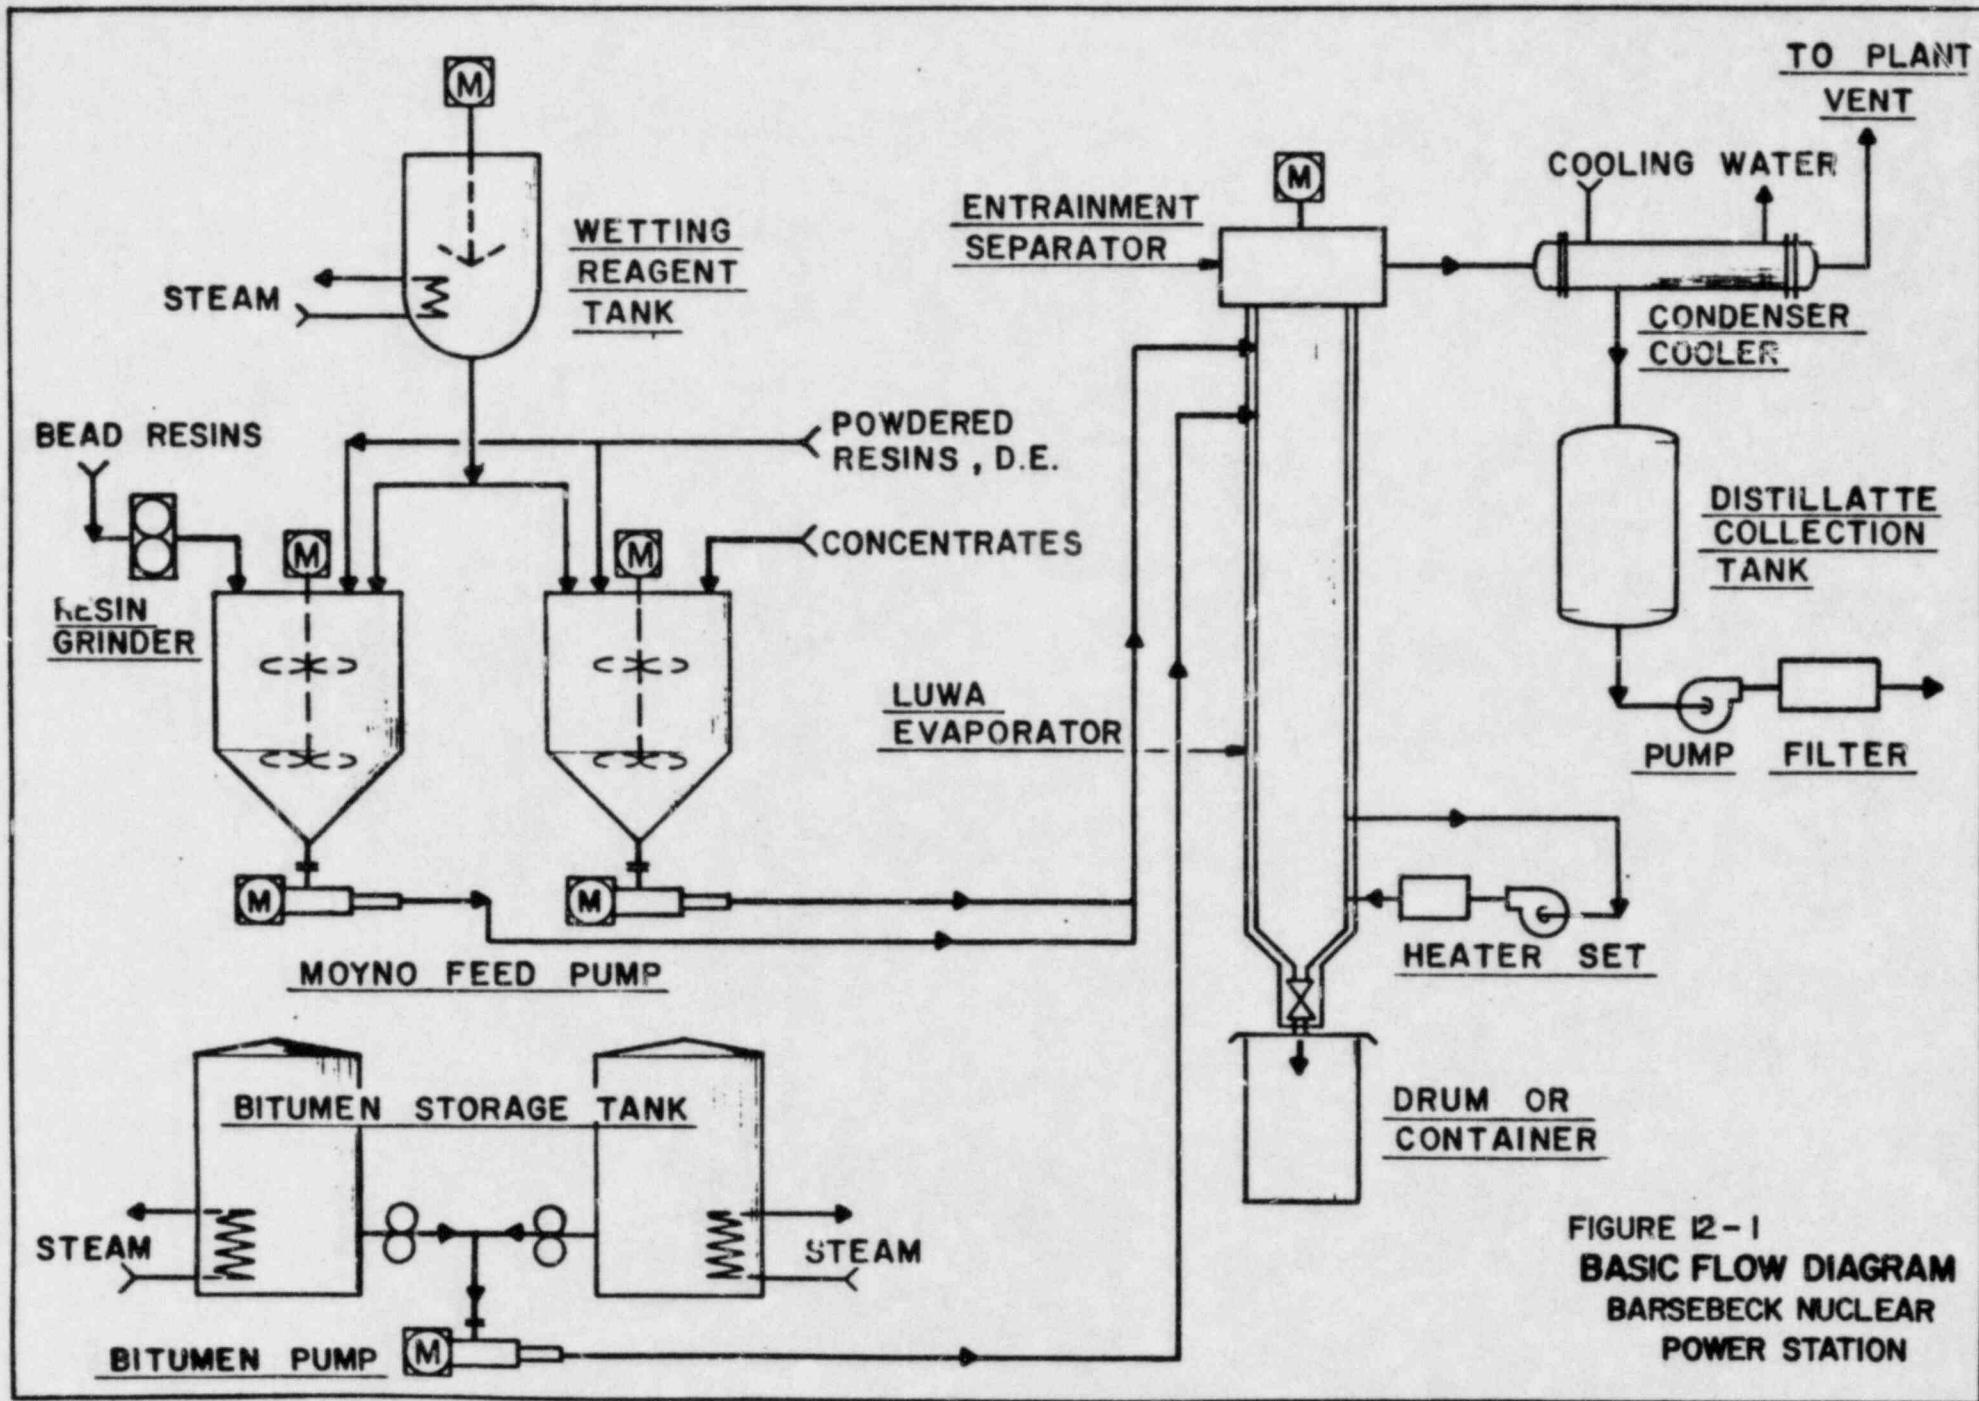 M
TO PLANT
VENT
COOLING WATER
M
ENTRAINMENT
SEPARATOR
WETTING
REAGENT
TANK
STEAM
CONDENSER
COOLER
BEAD RESINS
POWDERED
RESINS, D.E.
DISTILLATTE
COLLECTION
TANK
M
M
CONCENTRATES
RESIN
GRINDER
LUWA
EVAPORATOR
PUMP
FILTER
M
M
MOYNO FEED PUMP
HEATER SET
BITUMEN STORAGE TANK
DRUM OR
CONTAINER
STEAM
STEAM
BITUMEN PUMP
M
FIGURE 12-1
BASIC FLOW DIAGRAM
BARSEBECK NUCLEAR
POWER STATION